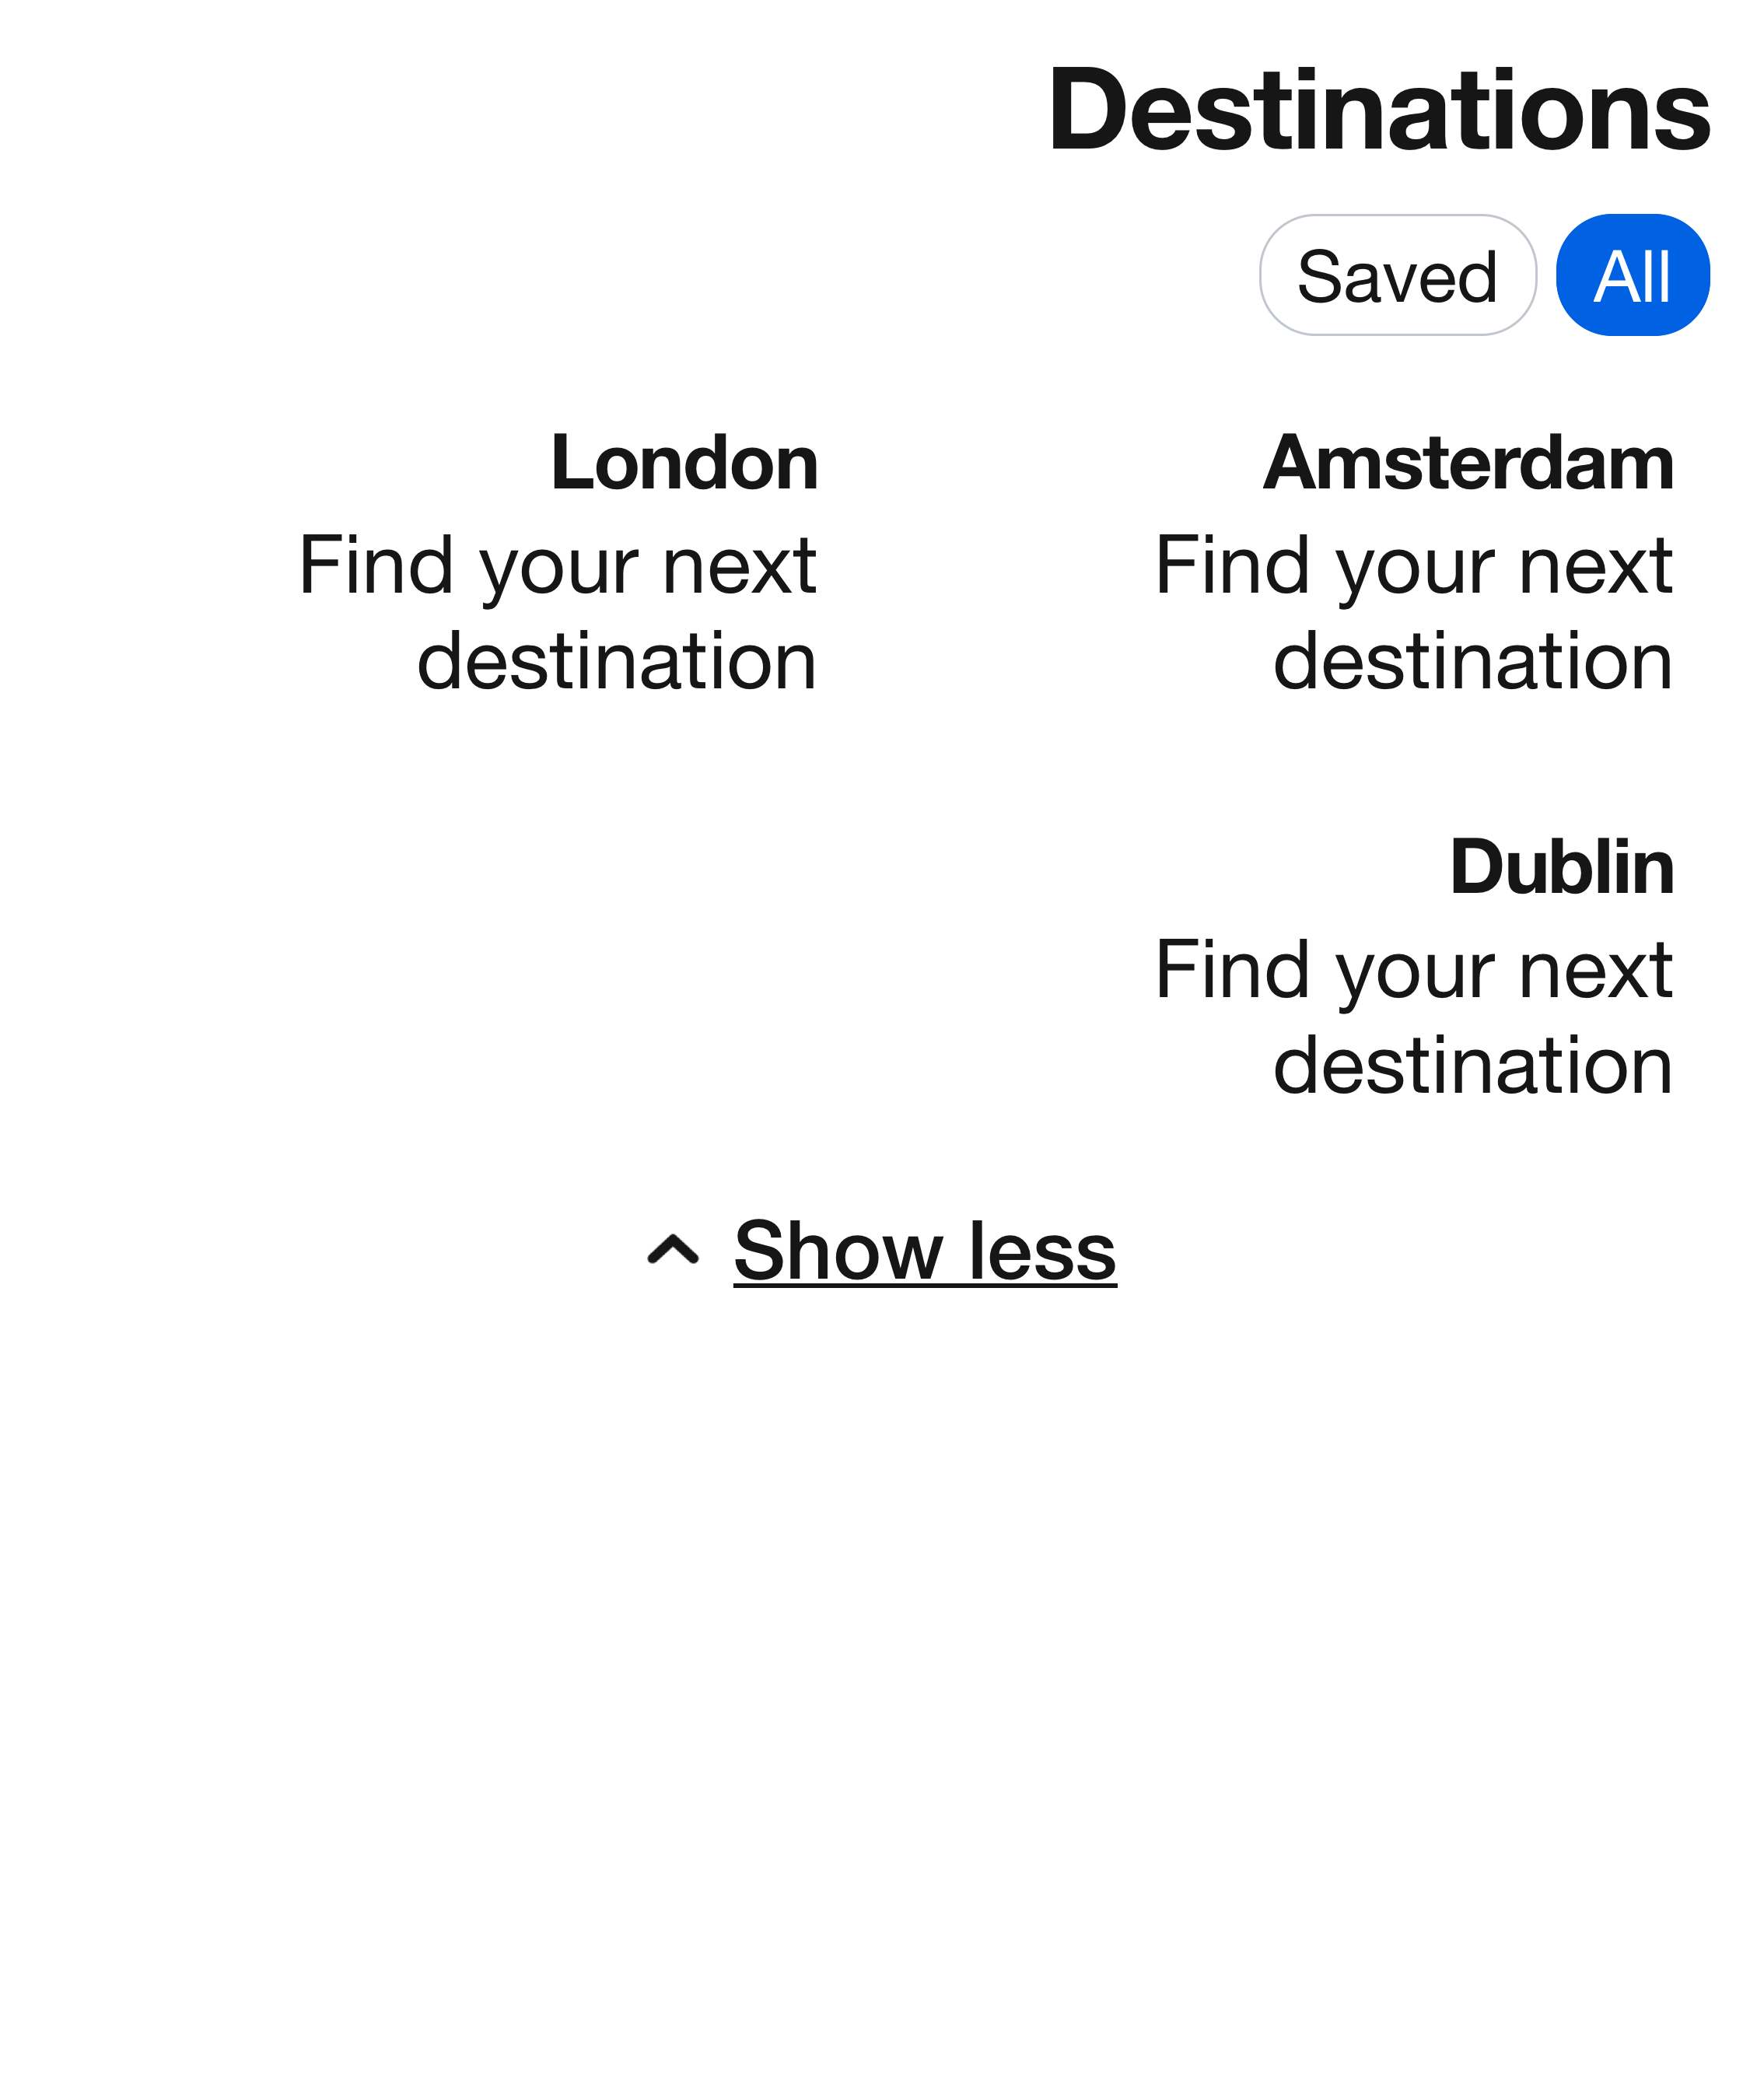 Destinations
All
Saved
Amsterdam
Find your next
destination
London
Find your next
destination
Dublin
Find your next
destination
Show less